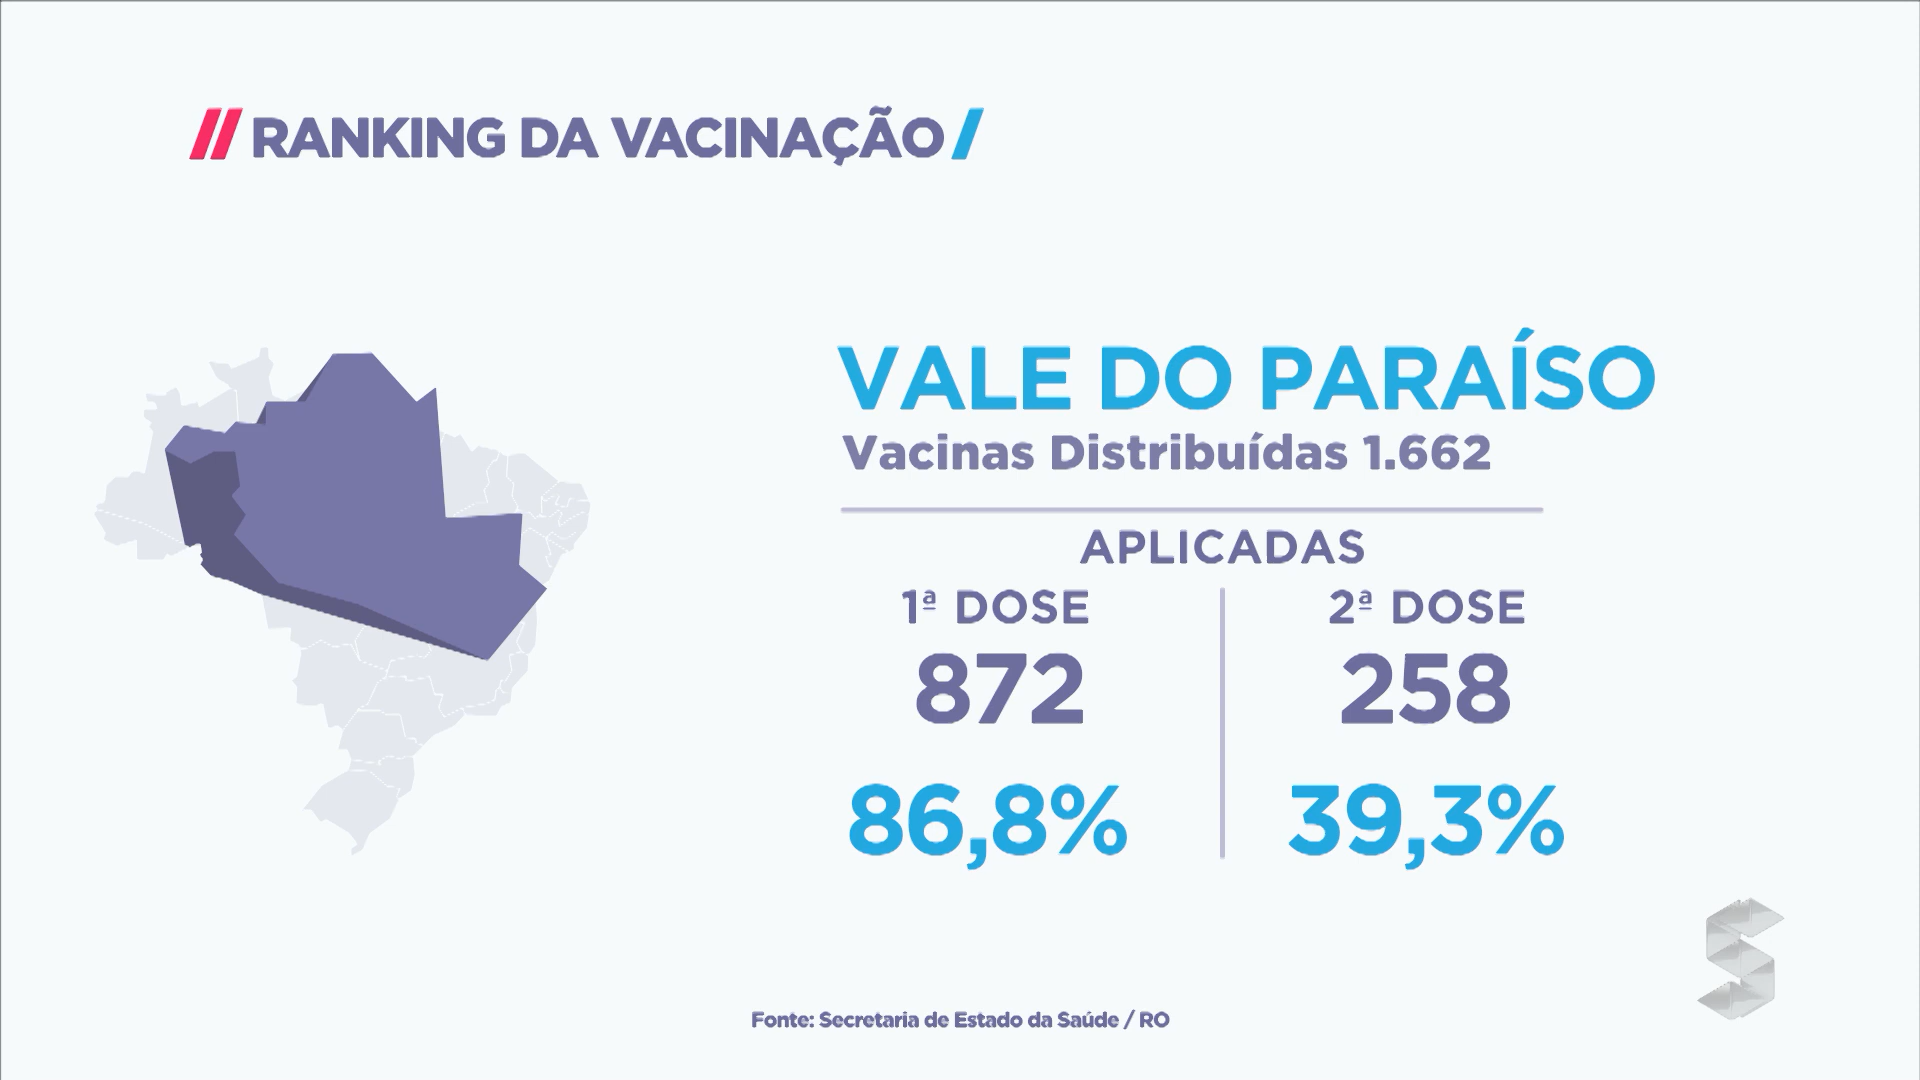 RANKING DA VACINAÇÃO
VALE DO PARAÍSO
Vacinas Distribuídas 1.662
APLICADAS
1ª DOSE
872
86,8%
2ª DOSE
258
39,3%
Fonte: Secretaria de Estado da Saúde / RO